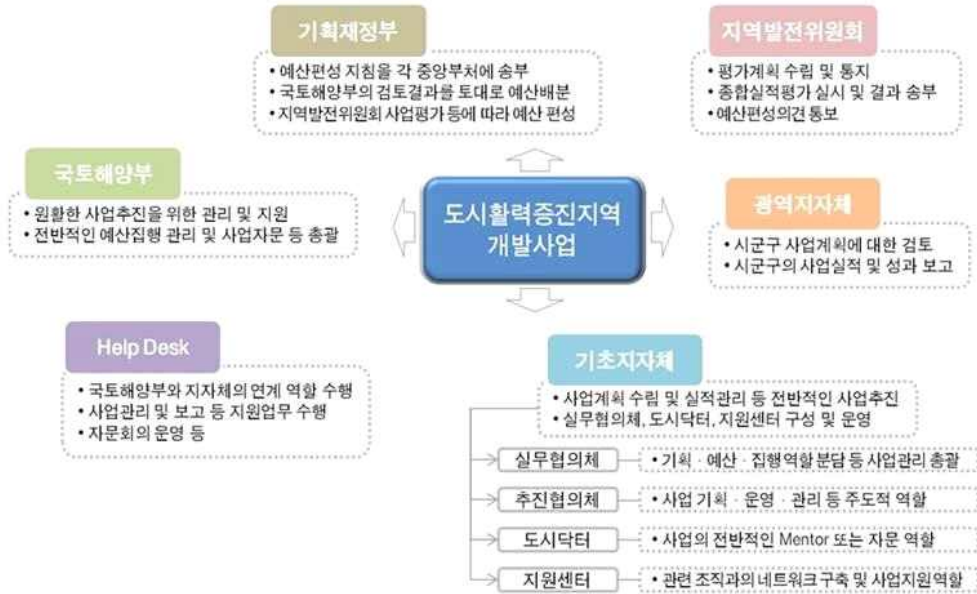 기획재정부
• 예산편성 지침을 각 중앙부처에 송부
• 국토해양부의 검토결과를 토대로 예산배분
• 지역발전위원회 사업평가 등에 따라 예산 편성
지역발전위원회
• 평가계획 수립 및 통지
• 종합실적평가 실시 및 결과 송부
• 예산편성의견 통보
국토해양부
• 원활한 사업추진을 위한 관리 및 지원
• 전반적인 예산집행 관리 및 사업자문 등 총괄
도시활력증진지역
개발사업
광역지자체
• 시군구 사업계획에 대한 검토
• 시군구의 사업실적 및 성과 보고
Help Desk
• 국토해양부와 지자체의 연계 역할 수행
• 사업관리 및 보고 등 지원업무 수행
• 자문회의 운영 등
기초지자체
• 사업계획 수립 및 실적관리 등 전반적인 사업추진
• 실무협의체, 도시닥터, 지원센터 구성 및 운영
실무협의체
• 기획 · 예산 · 집행역할 분담 등 사업관리 총괄
추진협의체
• 사업 기획 · 운영 · 관리 등 주도적 역할
도시닥터
• 사업의 전반적인 Mentor 또는 자문 역할
지원센터
• 관련 조직과의 네트워크 구축 및 사업지원역할